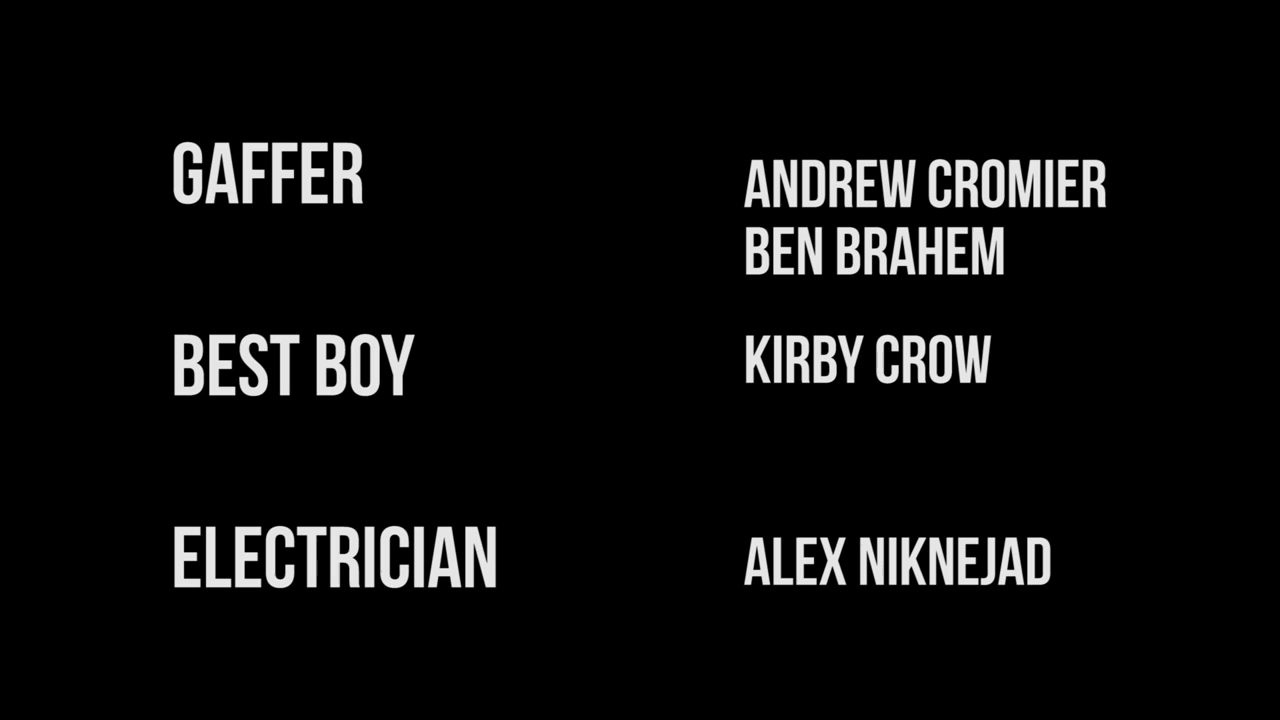 GAFFER
ANDREW CROMIER
BEN BRAHEM
BEST BOY
KIRBY CROW
ELECTRICIAN
ALEX NIKNEJAD